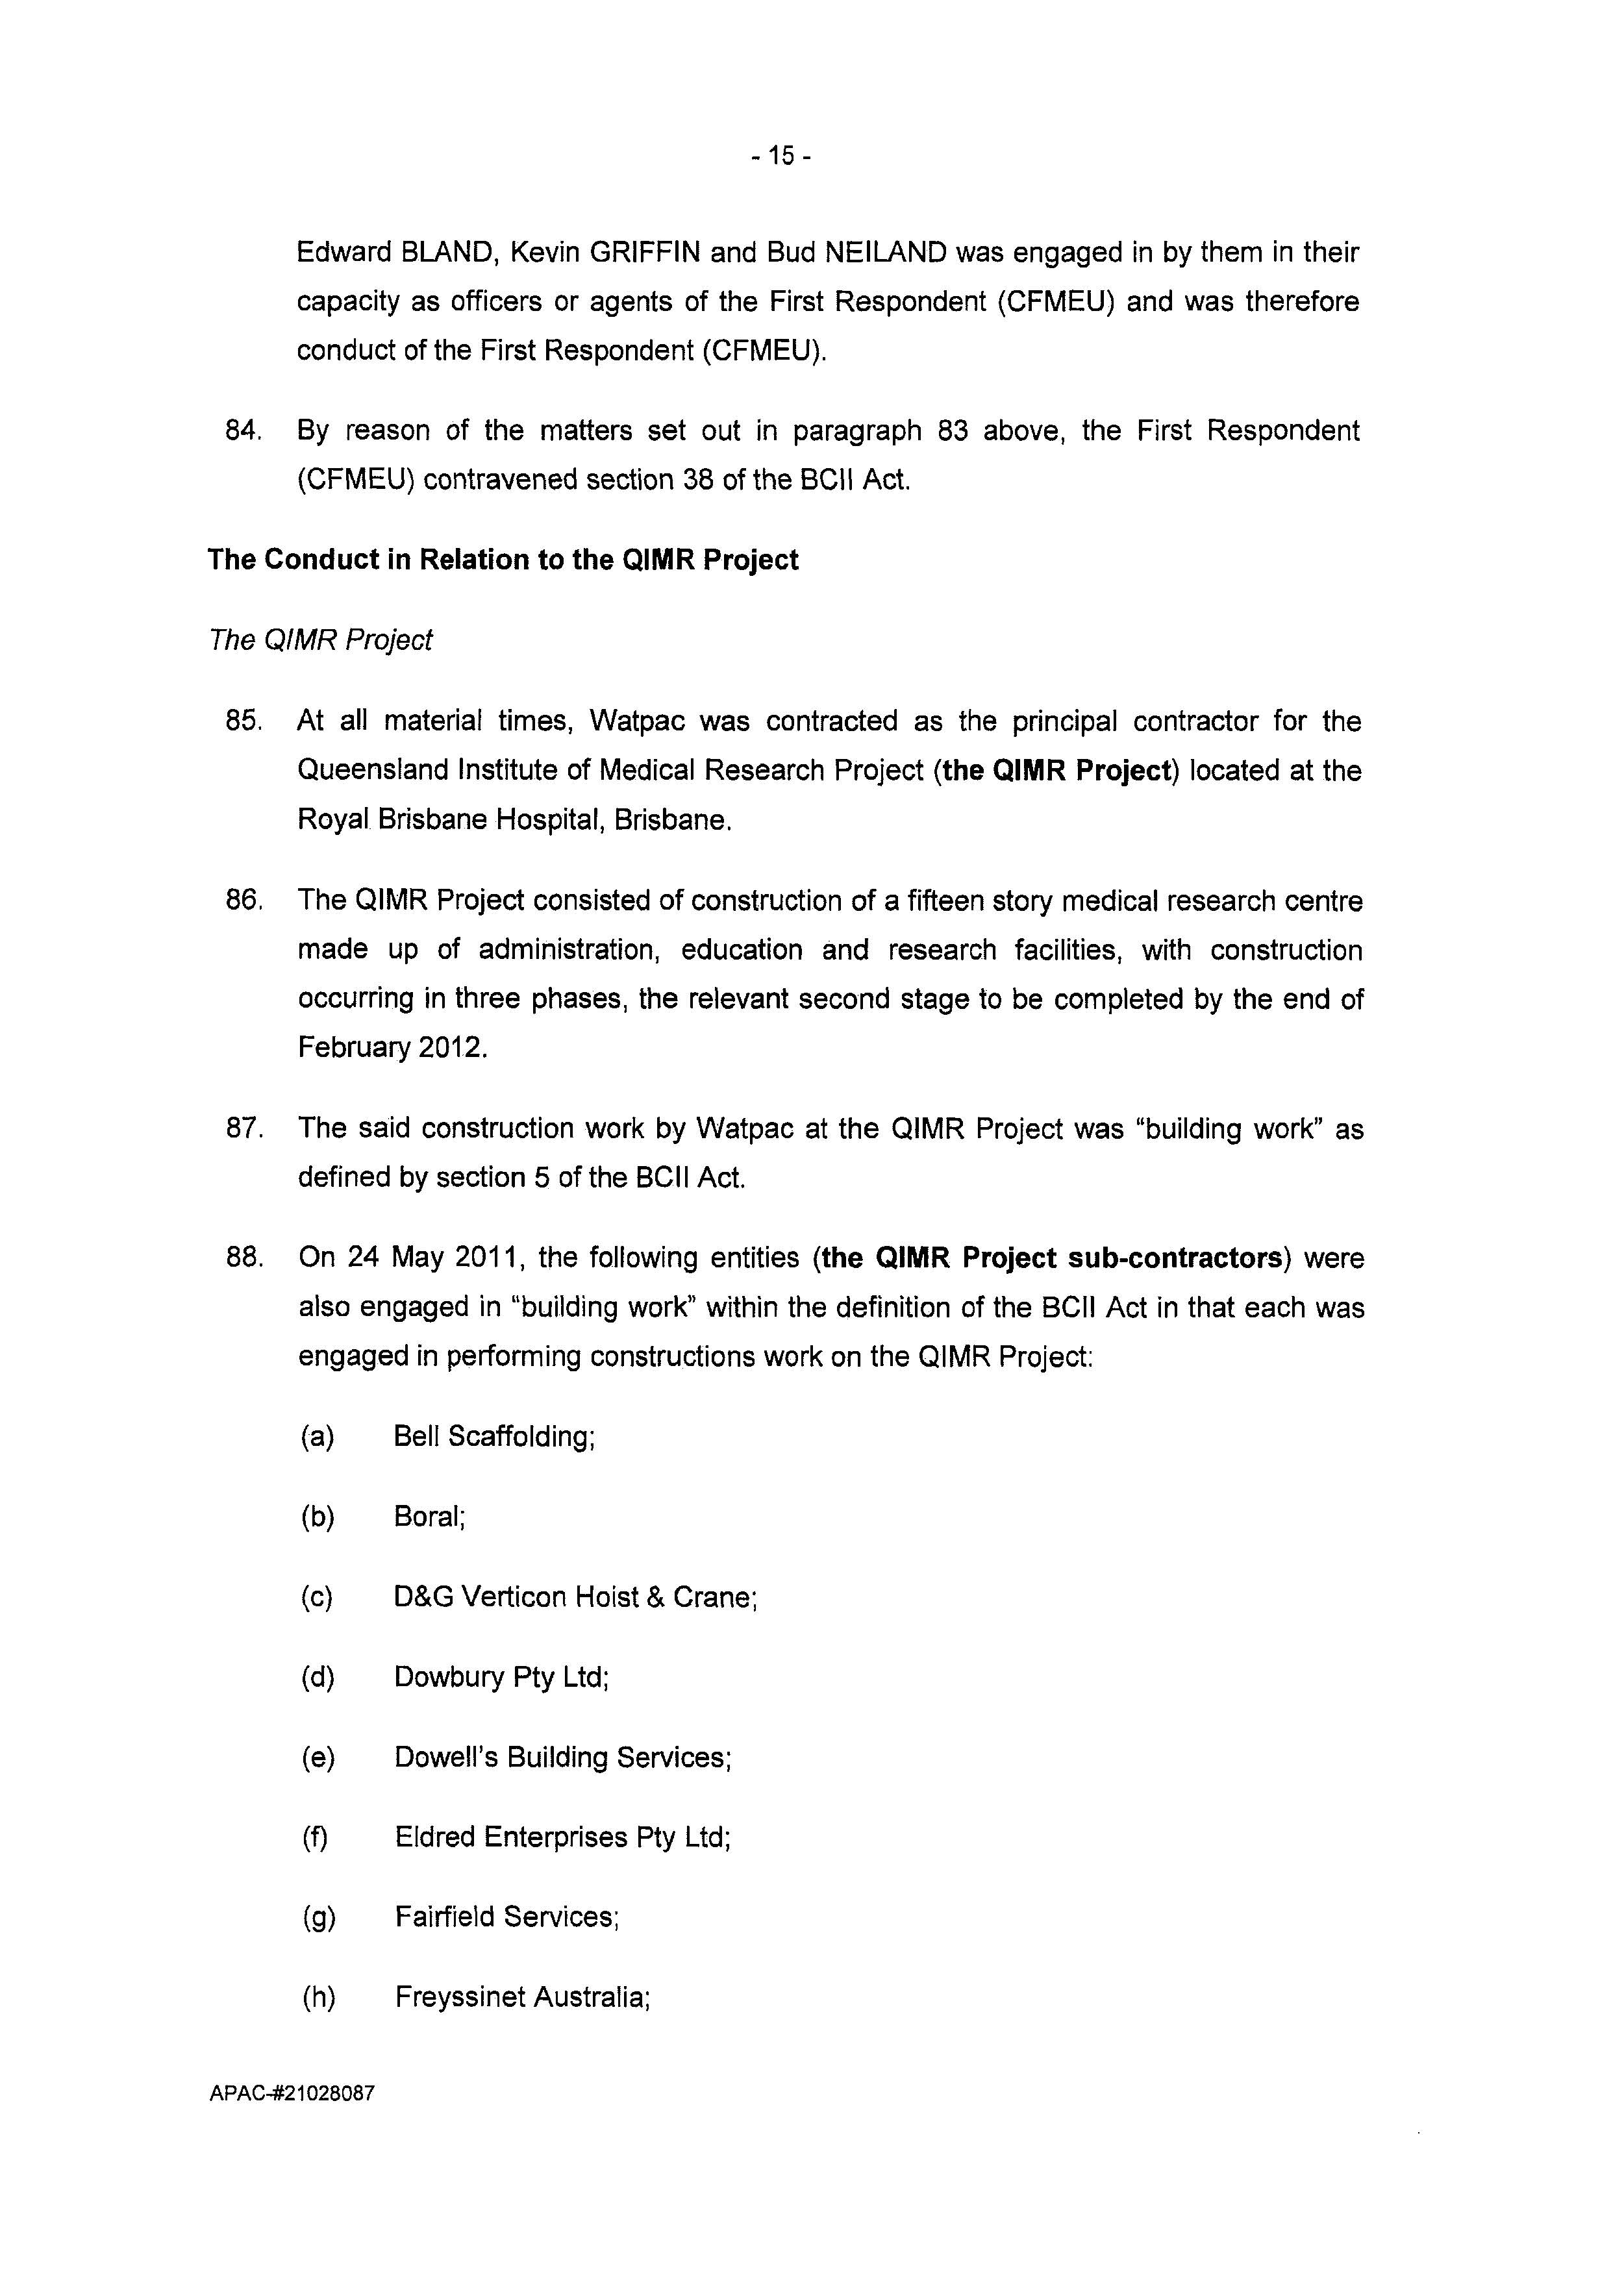 - 15 -
Edward BLAND, Kevin GRIFFIN and Bud NEILAND was engaged in by them in their
capacity as officers or agents of the First Respondent (CFMEU) and was therefore
conduct of the First Respondent (CFMEU).
84. By reason of the matters set out in paragraph 83 above, the First Respondent
(CFMEU) contravened section 38 of the BCII Act.
The Conduct in Relation to the QIMR Project
The QIMR Project
85. At all material times, Watpac was contracted as the principal contractor for the
Queensland Institute of Medical Research Project (the QIMR Project) located at the
Royal Brisbane Hospital, Brisbane.
86. The QIMR Project consisted of construction of a fifteen story medical research centre
made up of administration, education and research facilities, with construction
occurring in three phases, the relevant second stage to be completed by the end of
February 2012.
87. The said construction work by Watpac at the QIMR Project was “building work” as
defined by section 5 of the BCII Act.
88. On 24 May 2011, the following entities (the QIMR Project sub-contractors) were
also engaged in “building work” within the definition of the BCII Act in that each was
engaged in performing constructions work on the QIMR Project:
(a) Bell Scaffolding;
(b) Boral;
(c) D&G Verticon Hoist & Crane;
(d) Dowbury Pty Ltd;
(e) Dowell's Building Services;
(f) Eldred Enterprises Pty Ltd;
(g) Fairfield Services;
(h) Freyssinet Australia;
APAC-#21028087